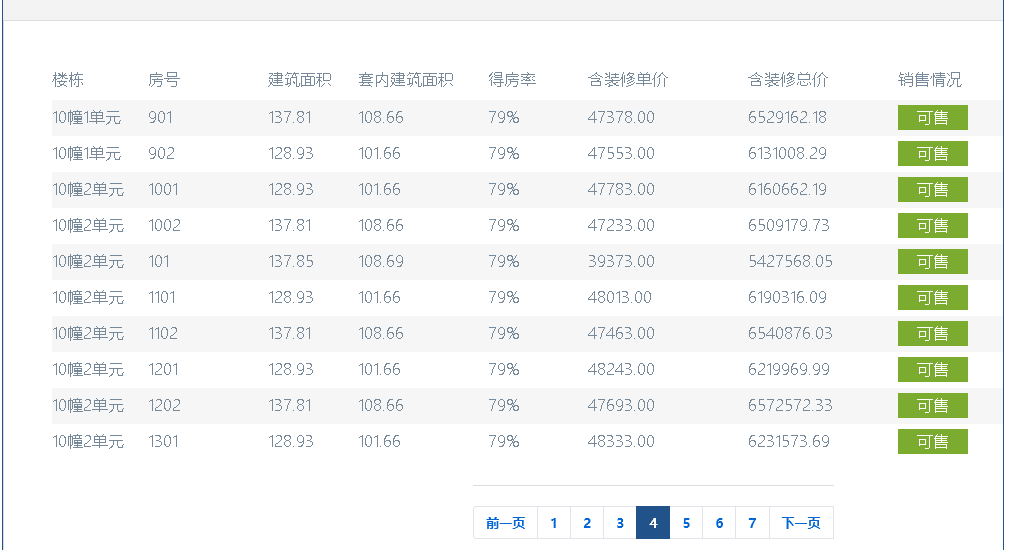 楼栋 房号 建筑面积 套内建筑面积 得房率 含装修单价 含装修总价 销售情况
10幢1单元 901 137.81 108.66 79% 47378.00 6529162.18 可售
10幢1单元 902 128.93 101.66 79% 47553.00 6131008.29 可售
10幢2单元 1001 128.93 101.66 79% 47783.00 6160662.19 可售
10幢2单元 1002 137.81 108.66 79% 47233.00 6509179.73 可售
10幢2单元 101 137.85 108.69 79% 39373.00 5427568.05 可售
10幢2单元 1101 128.93 101.66 79% 48013.00 6190316.09 可售
10幢2单元 1102 137.81 108.66 79% 47463.00 6540876.03 可售
10幢2单元 1201 128.93 101.66 79% 48243.00 6219969.99 可售
10幢2单元 1202 137.81 108.66 79% 47693.00 6572572.33 可售
10幢2单元 1301 128.93 101.66 79% 48333.00 6231573.69 可售
前一页 1 2 3 4 5 6 7 下一页